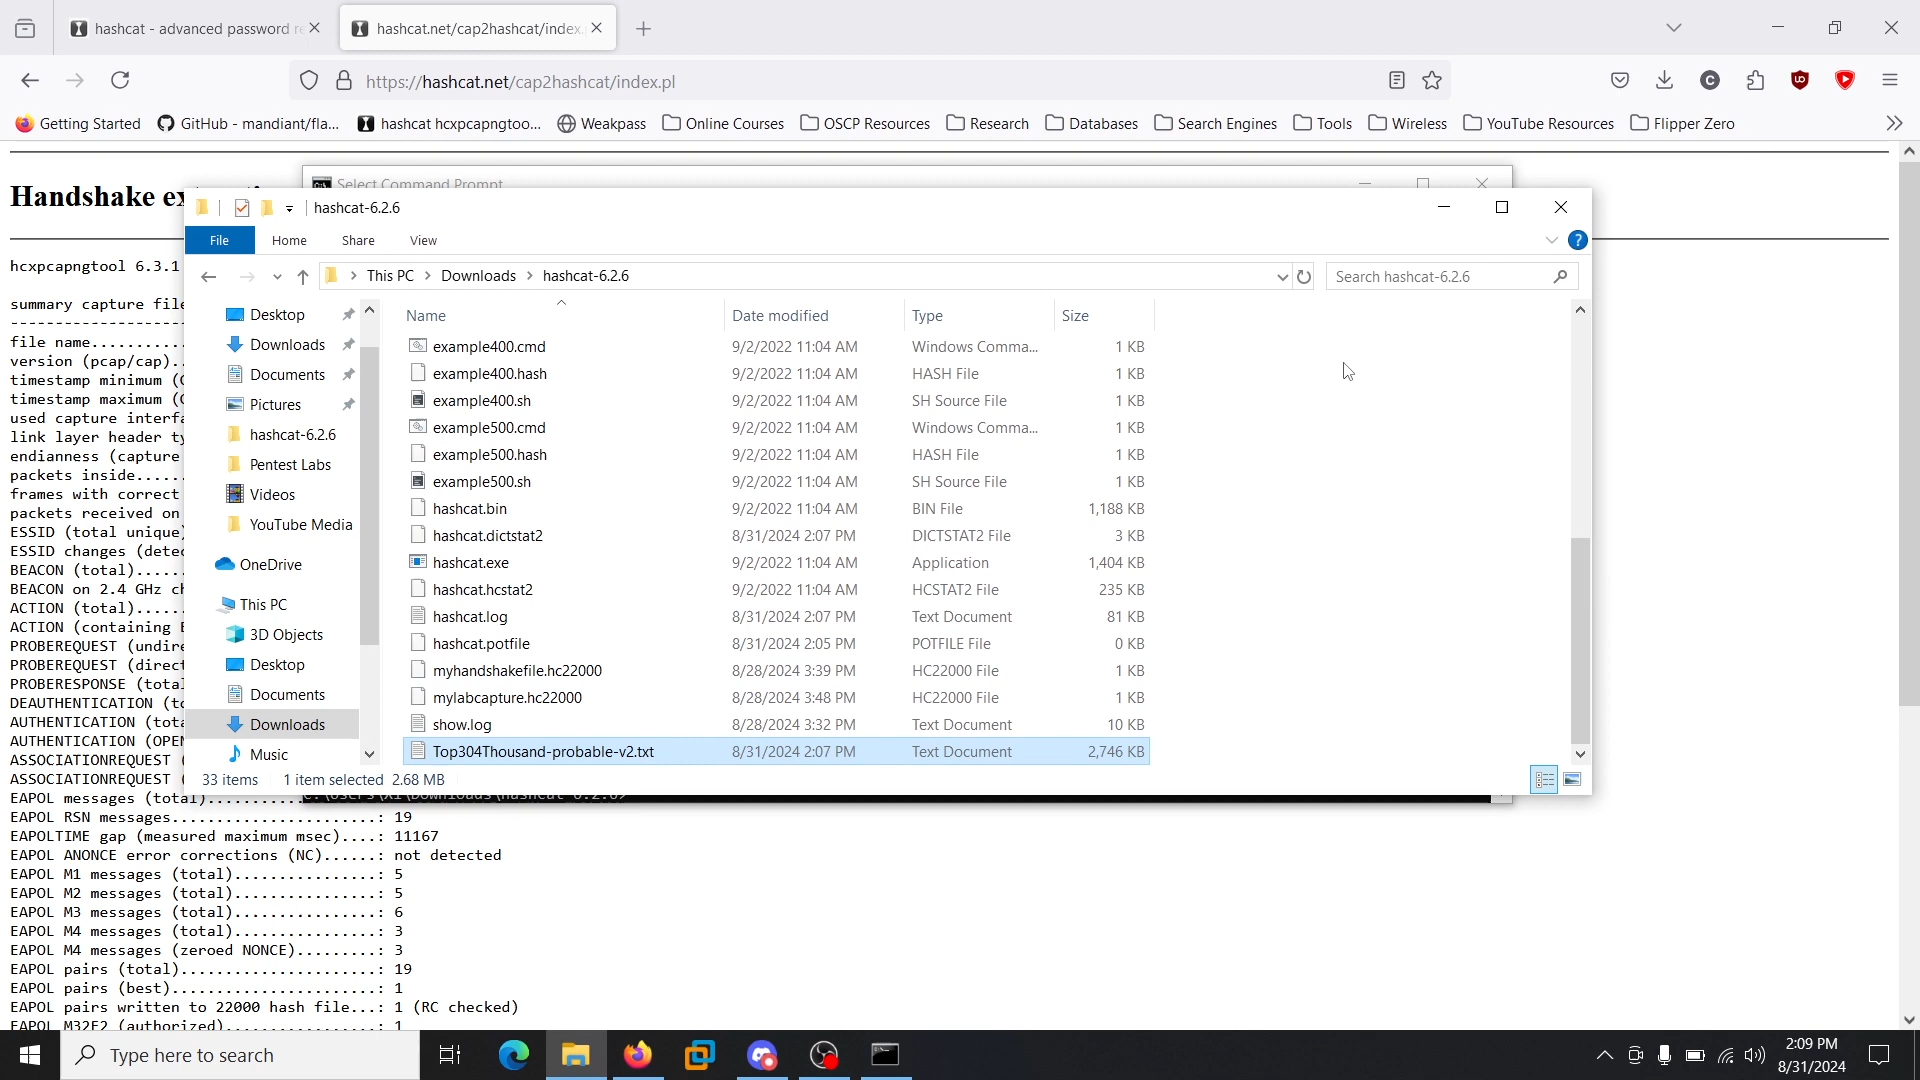 hashcat - advanced password re
hashcat.net/cap2hashcat/index.
https://hashcat.net/cap2hashcat/index.pl
Getting Started
GitHub - mandiant/fla...
hashcat hcxpcapngtoo...
Weakpass
Online Courses
OSCP Resources
Research
Databases
Search Engines
Tools
Wireless
YouTube Resources
Flipper Zero
Handshake ex
Select Command Prompt
hashcat-6.2.6
File
Home
Share
View
This PC
Downloads
hashcat-6.2.6
Search hashcat-6.2.6
Desktop
Downloads
Documents
Pictures
hashcat-6.2.6
Pentest Labs
Videos
YouTube Media
OneDrive
This PC
3D Objects
Desktop
Documents
Downloads
Music
Name Date modified Type Size
example400.cmd 9/2/2022 11:04 AM Windows Comma... 1 KB
example400.hash 9/2/2022 11:04 AM HASH File 1 KB
example400.sh 9/2/2022 11:04 AM SH Source File 1 KB
example500.cmd 9/2/2022 11:04 AM Windows Comma... 1 KB
example500.hash 9/2/2022 11:04 AM HASH File 1 KB
example500.sh 9/2/2022 11:04 AM SH Source File 1 KB
hashcat.bin 9/2/2022 11:04 AM BIN File 1,188 KB
hashcat.dictstat2 8/31/2024 2:07 PM DICTSTAT2 File 3 KB
hashcat.exe 9/2/2022 11:04 AM Application 1,404 KB
hashcat.hcstat2 9/2/2022 11:04 AM HCSTAT2 File 235 KB
hashcat.log 8/31/2024 2:07 PM Text Document 81 KB
hashcat.potfile 8/31/2024 2:05 PM POTFILE File 0 KB
myhandshakefile.hc22000 8/28/2024 3:39 PM HC22000 File 1 KB
mylabcapture.hc22000 8/28/2024 3:48 PM HC22000 File 1 KB
show.log 8/28/2024 3:32 PM Text Document 10 KB
Top304Thousand-probable-v2.txt 8/31/2024 2:07 PM Text Document 2,746 KB
33 items 1 item selected 2.68 MB
hcxpcapngtool 6.3.1
summary capture file
--------------------
file name...........
version (pcap/cap)..
timestamp minimum (
timestamp maximum (
used capture interfa
link layer header ty
endianness (capture
packets inside......
frames with correct
packets received on
ESSID (total unique)
ESSID changes (detec
BEACON (total)......
BEACON on 2.4 GHz ch
ACTION (total)......
ACTION (containing E
PROBEREQUEST (undire
PROBEREQUEST (direct
PROBERESPONSE (total
DEAUTHENTICATION (to
AUTHENTICATION (tota
AUTHENTICATION (OPEN
ASSOCIATIONREQUEST (
ASSOCIATIONREQUEST (
EAPOL messages (total)...........
EAPOL RSN messages.......................: 19
EAPOLTIME gap (measured maximum msec)....: 11167
EAPOL ANONCE error corrections (NC)......: not detected
EAPOL M1 messages (total)................: 5
EAPOL M2 messages (total)................: 5
EAPOL M3 messages (total)................: 6
EAPOL M4 messages (total)................: 3
EAPOL M4 messages (zeroed NONCE).........: 3
EAPOL pairs (total)......................: 19
EAPOL pairs (best).......................: 1
EAPOL pairs written to 22000 hash file...: 1 (RC checked)
EAPOL M32E2 (authorized).................: 1
Type here to search
2:09 PM
8/31/2024